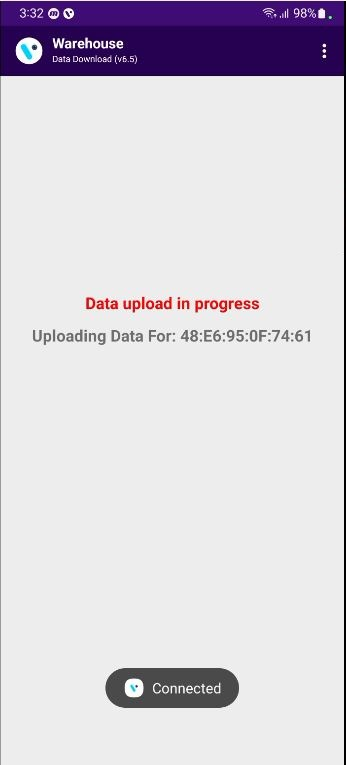 3:32 98%
Warehouse
Data Download (v6.5)
Data upload in progress
Uploading Data For: 48:E6:95:0F:74:61
Connected